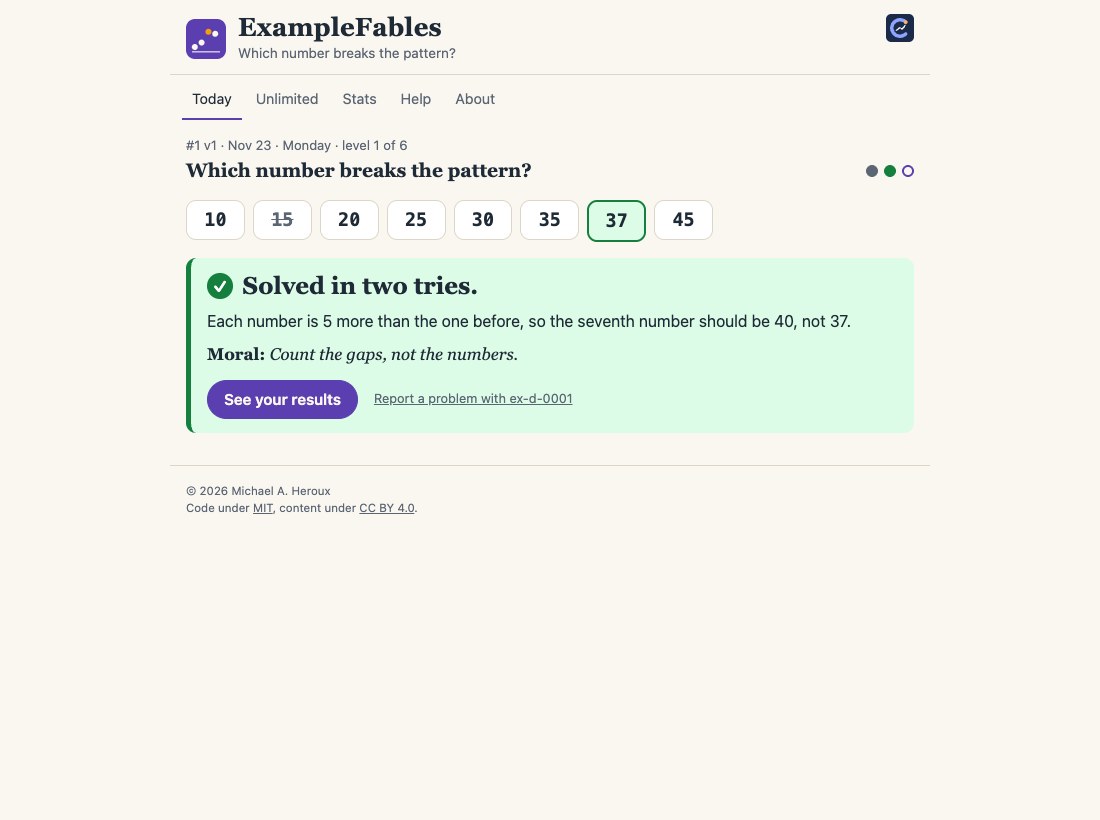 ExampleFables
Which number breaks the pattern?
Today Unlimited Stats Help About
#1 v1 · Nov 23 · Monday · level 1 of 6
Which number breaks the pattern?
10 15 20 25 30 35 37 45
Solved in two tries.
Each number is 5 more than the one before, so the seventh number should be 40, not 37.
Moral: Count the gaps, not the numbers.
See your results Report a problem with ex-d-0001
© 2026 Michael A. Heroux
Code under MIT, content under CC BY 4.0.